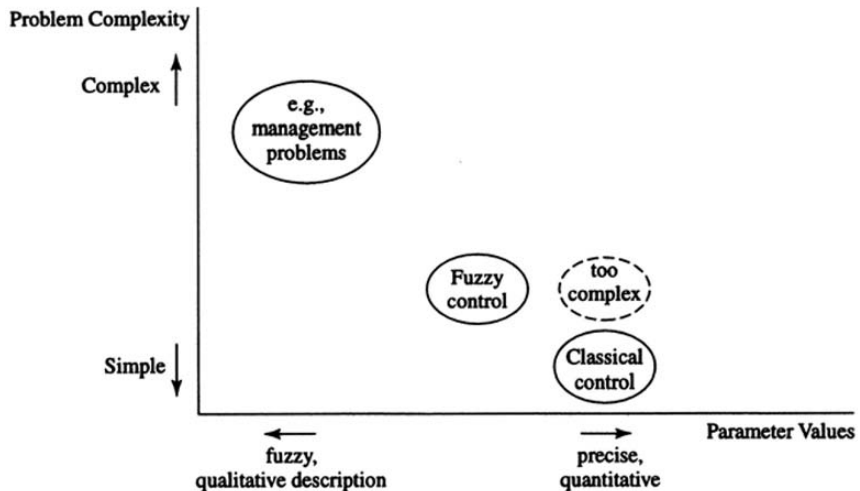 Problem Complexity
Complex
e.g.,
management
problems
Fuzzy
control
too
complex
Simple
Classical
control
Parameter Values
fuzzy,
qualitative description
precise,
quantitative